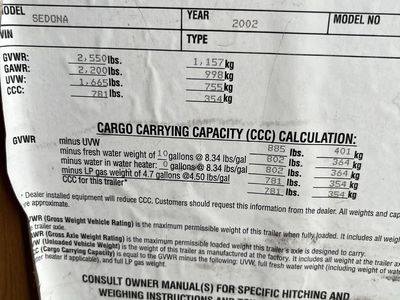 MODEL SEDONA YEAR 2002 MODEL NO
VIN TYPE
GVWR: 2,550 lbs. 1,157 kg
GAWR: 2,200 lbs. 998 kg
UVW: 1,665 lbs. 755 kg
CCC: 781 lbs. 354 kg
CARGO CARRYING CAPACITY (CCC) CALCULATION:
GVWR minus UVW 885 lbs. 401 kg
minus fresh water weight of 10 gallons @ 8.34 lbs/gal 802 lbs. 364 kg
minus water in water heater: 0 gallons @ 8.34 lbs/gal 802 lbs. 364 kg
minus LP gas weight of 4.7 gallons @4.50 lbs/gal 781 lbs. 354 kg
CCC for this trailer* 781 lbs. 354 kg
* Dealer installed equipment will reduce CCC. Customers should request this information from the dealer. All weights and cap
re approximate.
GVWR (Gross Weight Vehicle Rating) is the maximum permissible weight of this trailer when fully loaded. It includes all weigh
trailer axle.
GAWR (Gross Axle Weight Rating) is the maximum permissible loaded weight this trailer's axle is designed to carry.
UVW (Unloaded Vehicle Weight) is the weight of this trailer as manufactured at the factory. It includes all weight at the trailer ax
CCC (Cargo Carrying Capacity) is equal to the GVWR minus the following: UVW, full fresh water weight (including weight of water
er heater if applicable), and full LP gas weight.
CONSULT OWNER MANUAL(S) FOR SPECIFIC HITCHING AND
WEIGHING INSTRUCTIONS AND